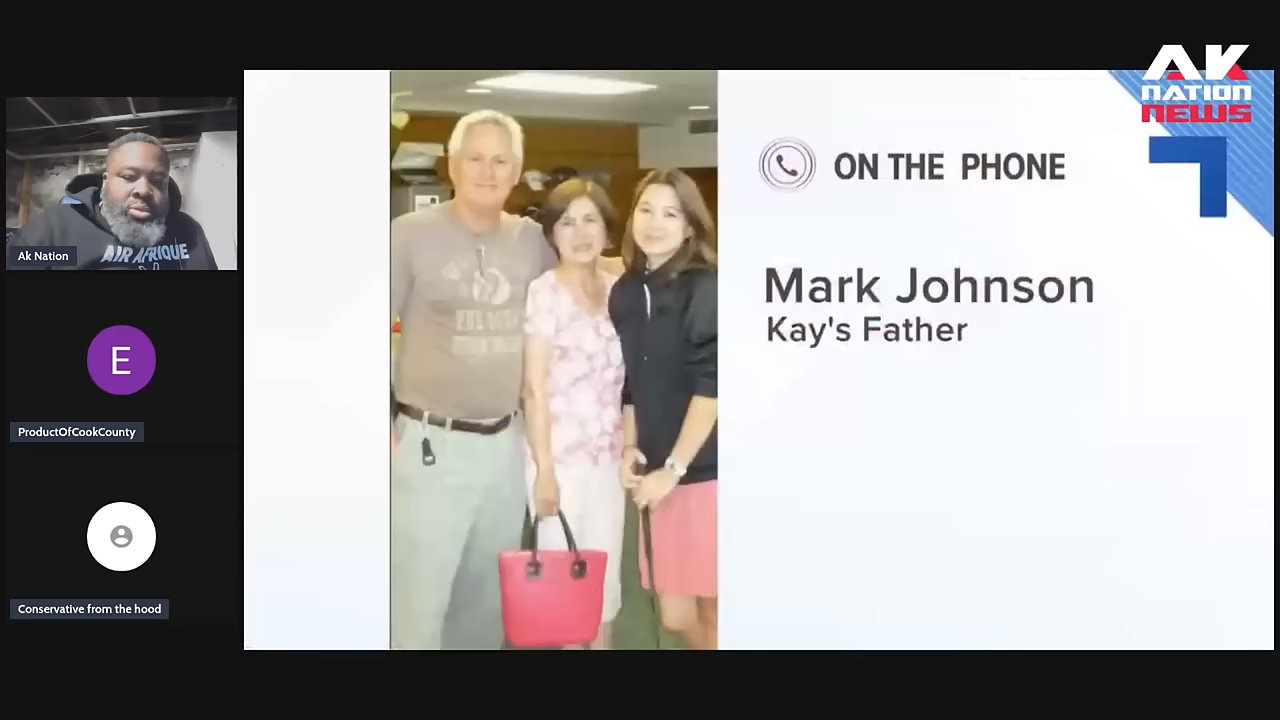 AK
NATION
NEWS
AIR AFRIQUE
Ak Nation
E
ProductOfCookCounty
Conservative from the hood
ON THE PHONE
Mark Johnson
Kay's Father